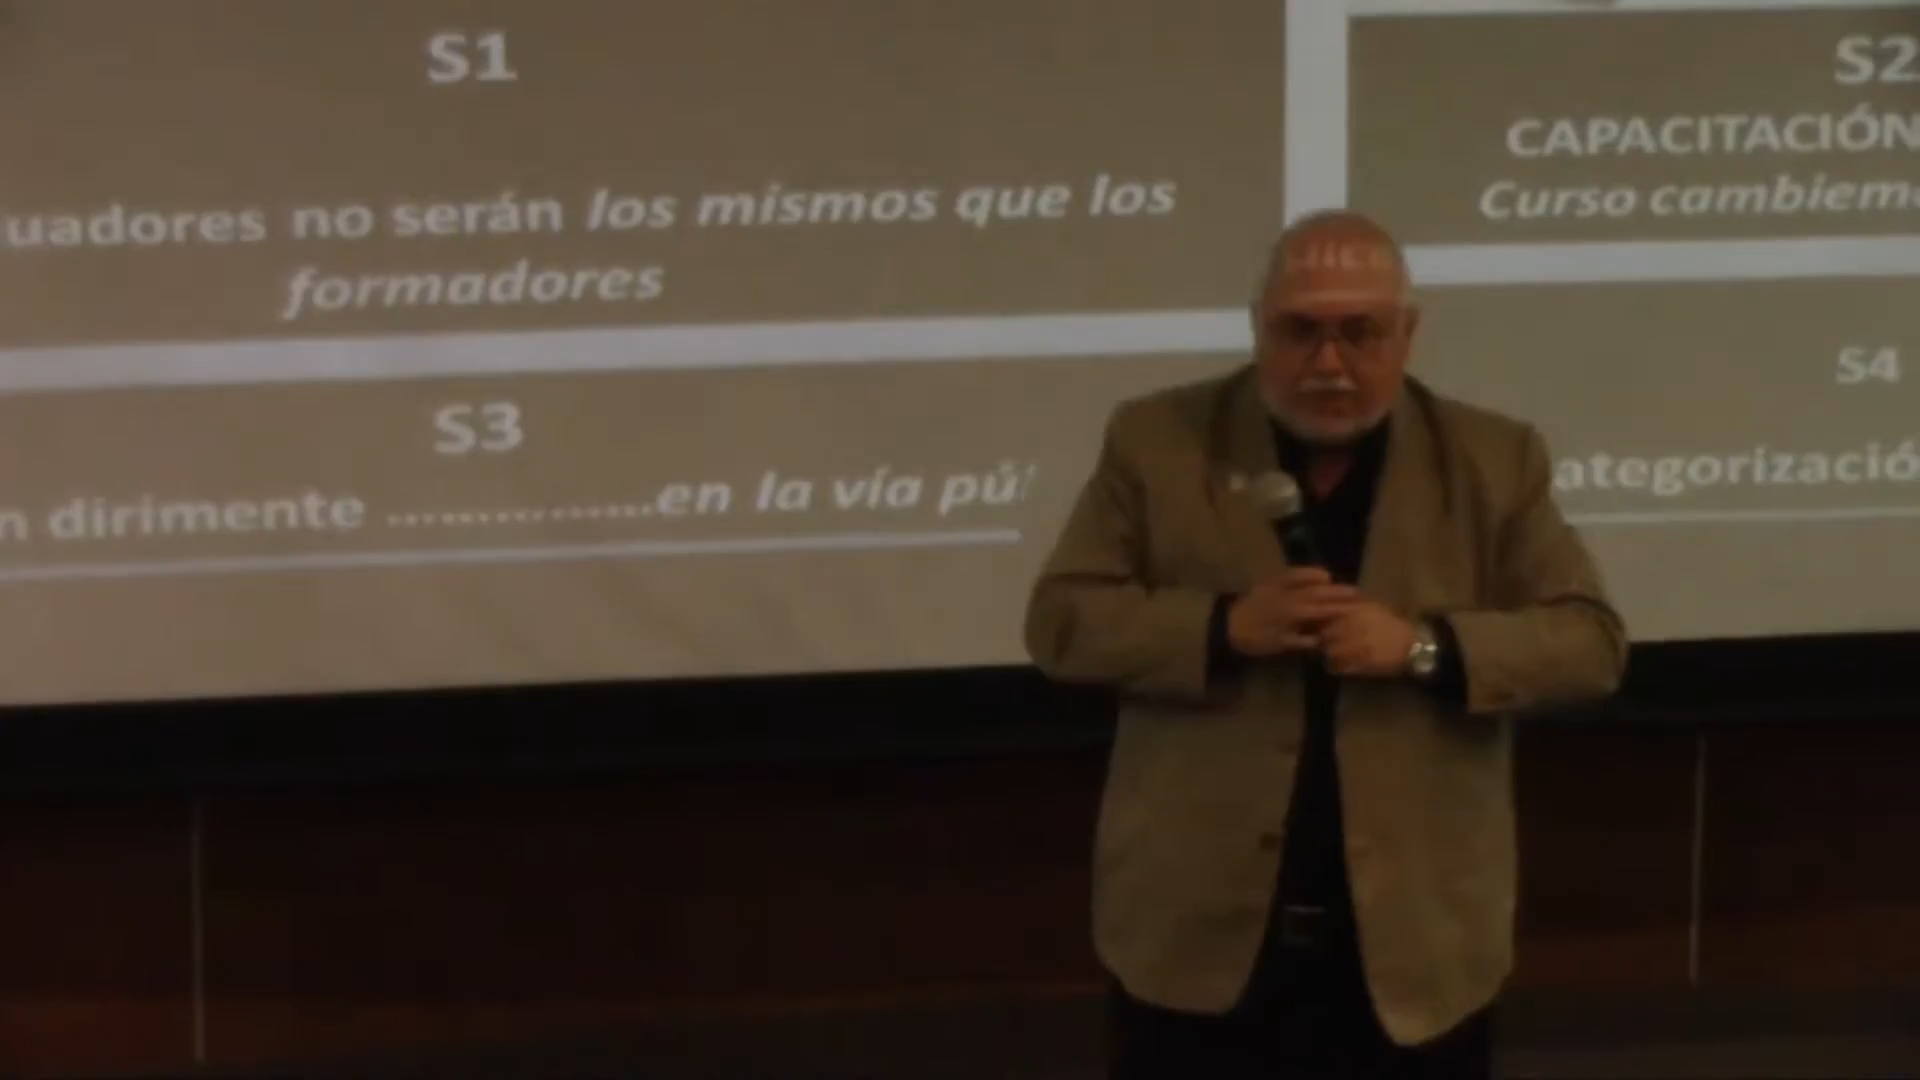 S1
uadores no serán los mismos que los
formadores
S2
CAPACITACIÓN
Curso cambiem
S3
n dirimente ................en la vía pú
S4
ategorizació